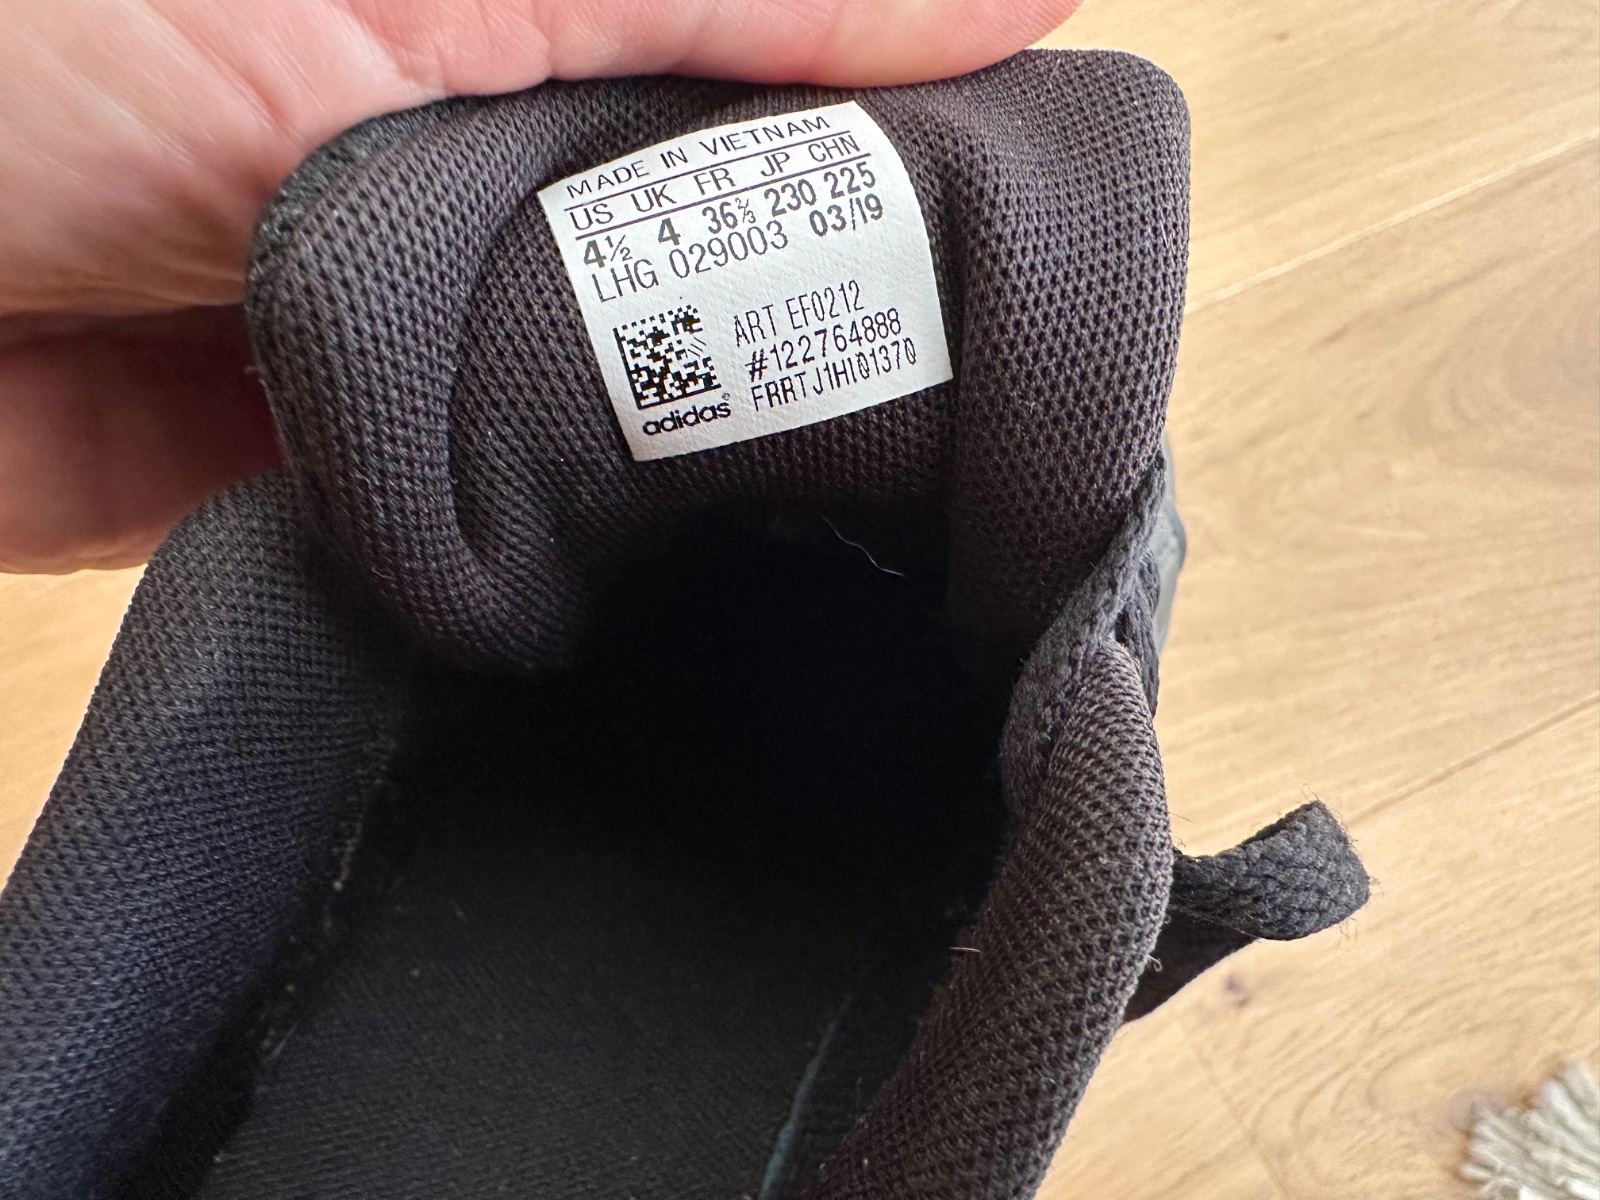 MADE IN VIETNAM
US UK FR JP CHN
4½ 4 36⅔ 230 225
LHG 029003 03/19
ART EF0212
#122764888
FRRTJ1HI01370
adidas®